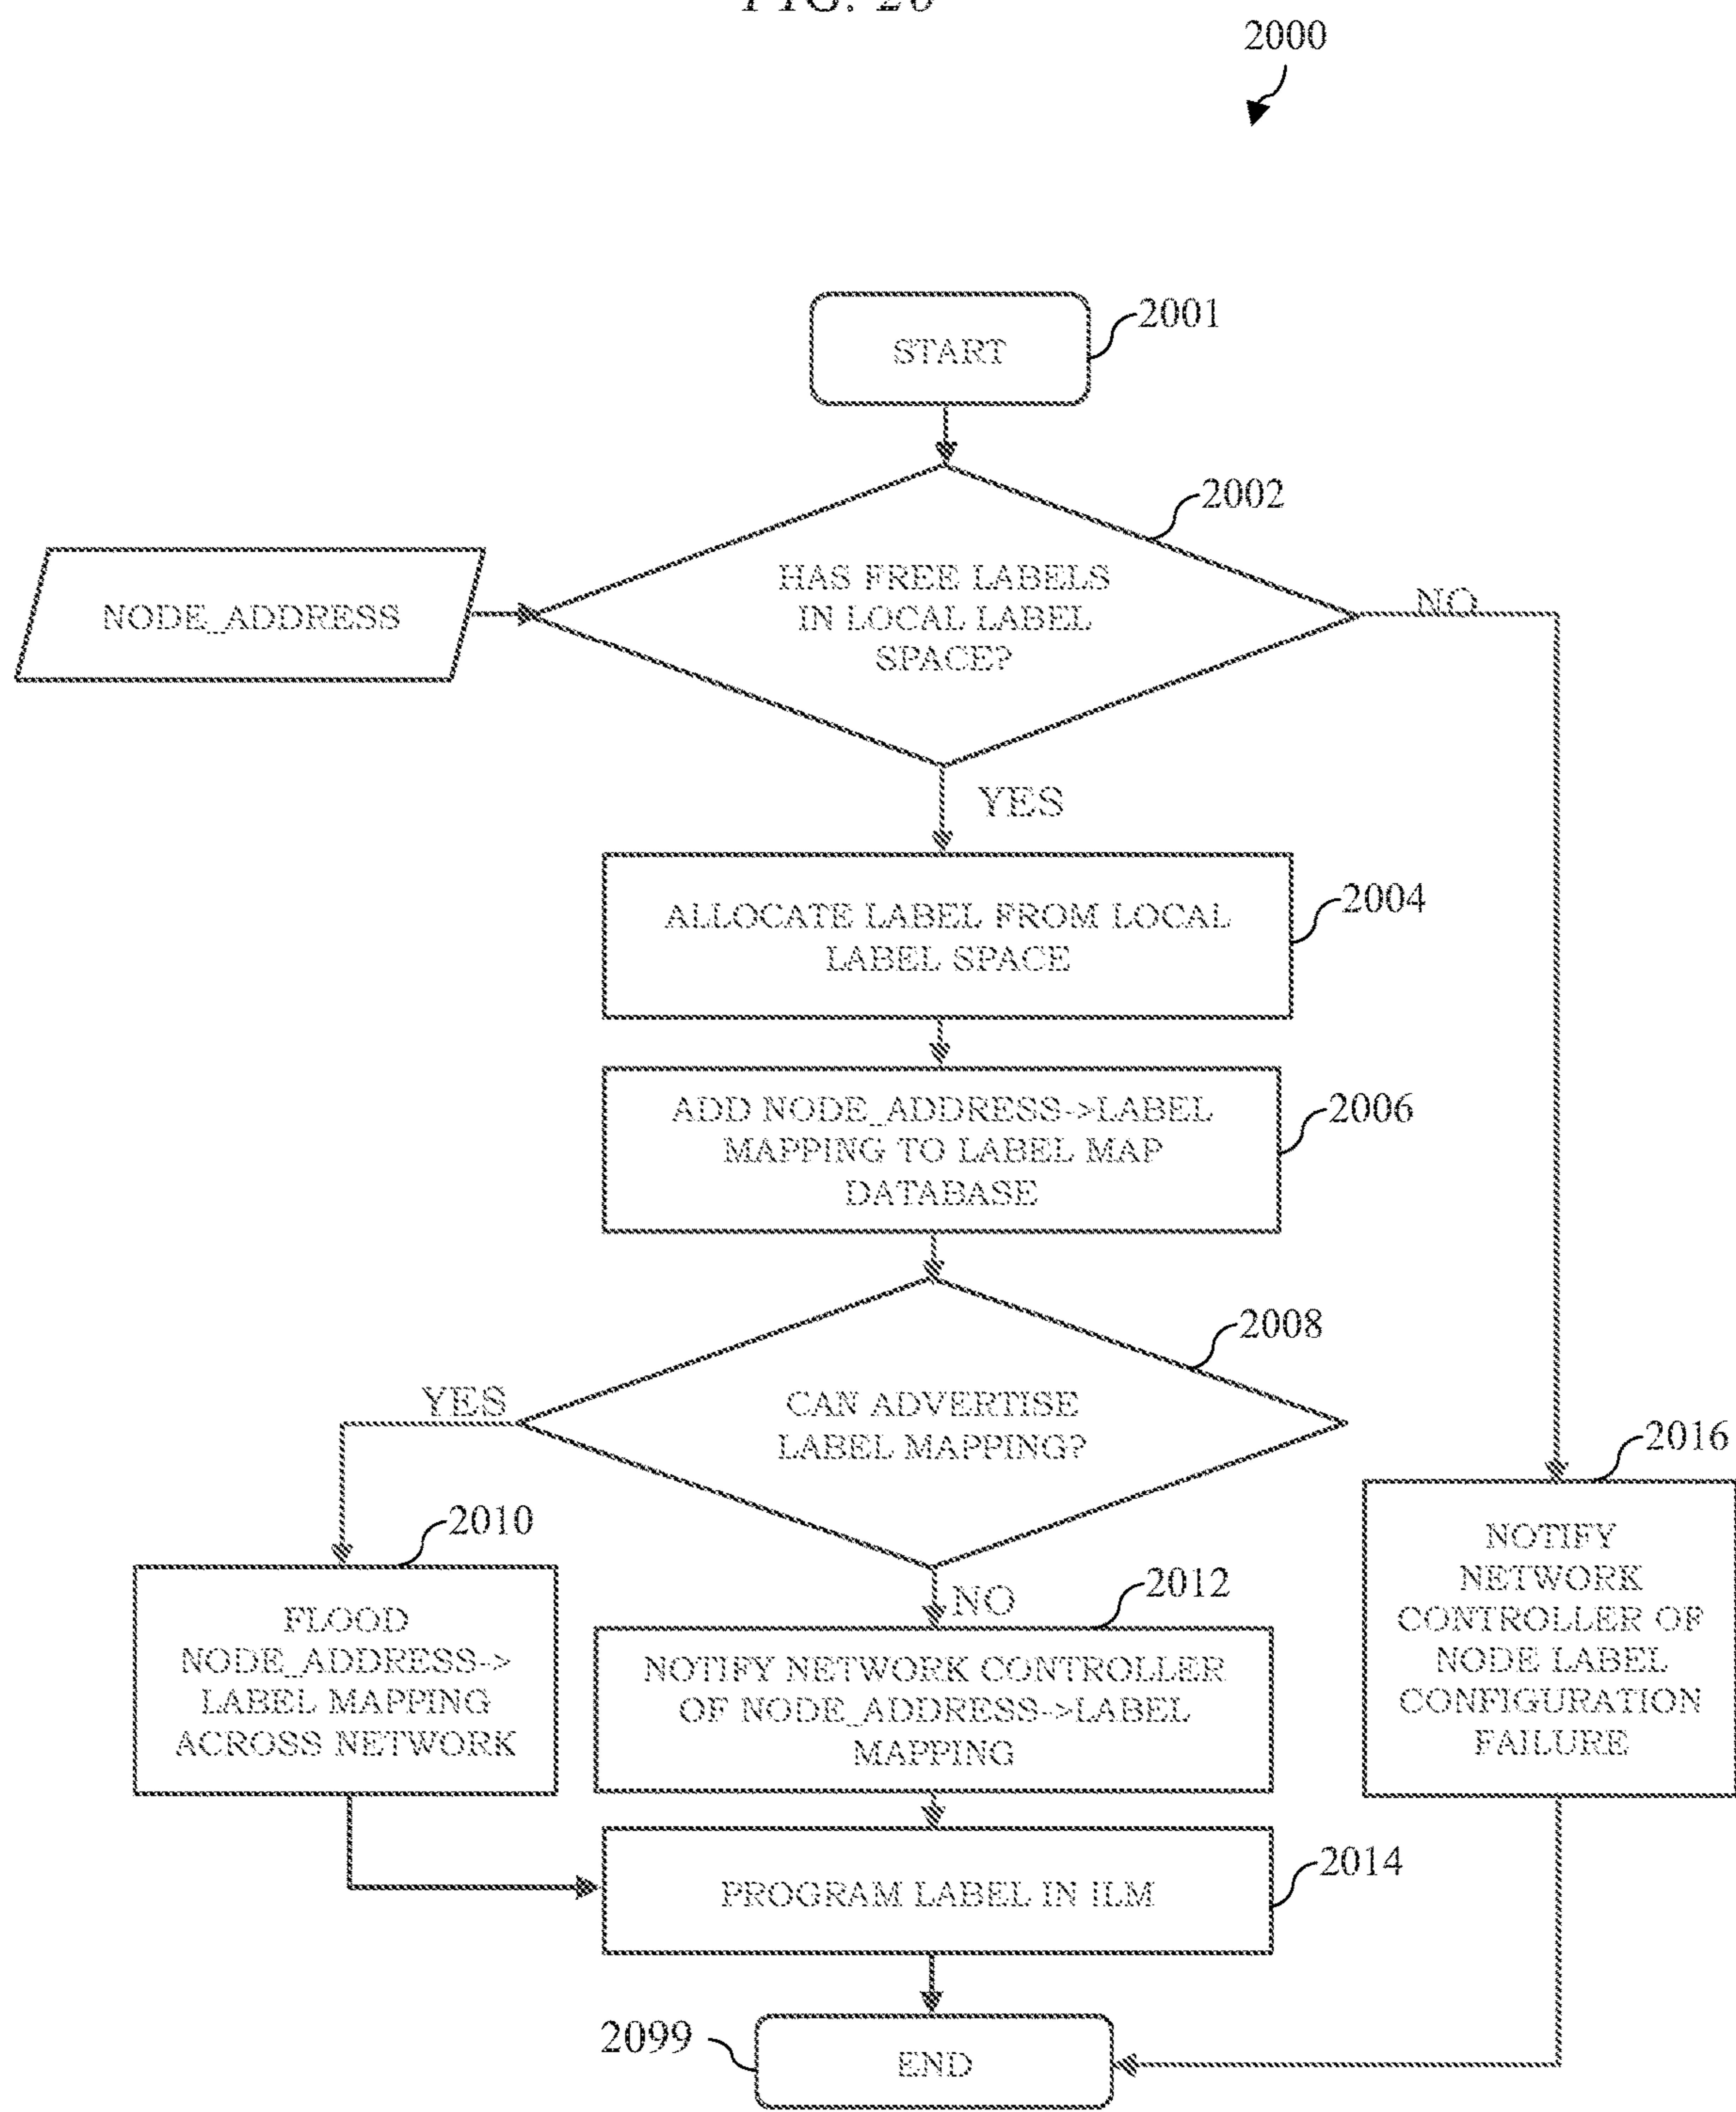 FIG. 20
2000
START
2001
2002
HAS FREE LABELS
IN LOCAL LABEL
SPACE?
NODE_ADDRESS
NO
YES
ALLOCATE LABEL FROM LOCAL
LABEL SPACE
2004
ADD NODE_ADDRESS->LABEL
MAPPING TO LABEL MAP
DATABASE
2006
2008
CAN ADVERTISE
LABEL MAPPING?
YES
NO
2010
FLOOD
NODE_ADDRESS->
LABEL MAPPING
ACROSS NETWORK
2012
NOTIFY NETWORK CONTROLLER
OF NODE_ADDRESS->LABEL
MAPPING
2016
NOTIFY
NETWORK
CONTROLLER OF
NODE LABEL
CONFIGURATION
FAILURE
PROGRAM LABEL IN ILM
2014
2099
END